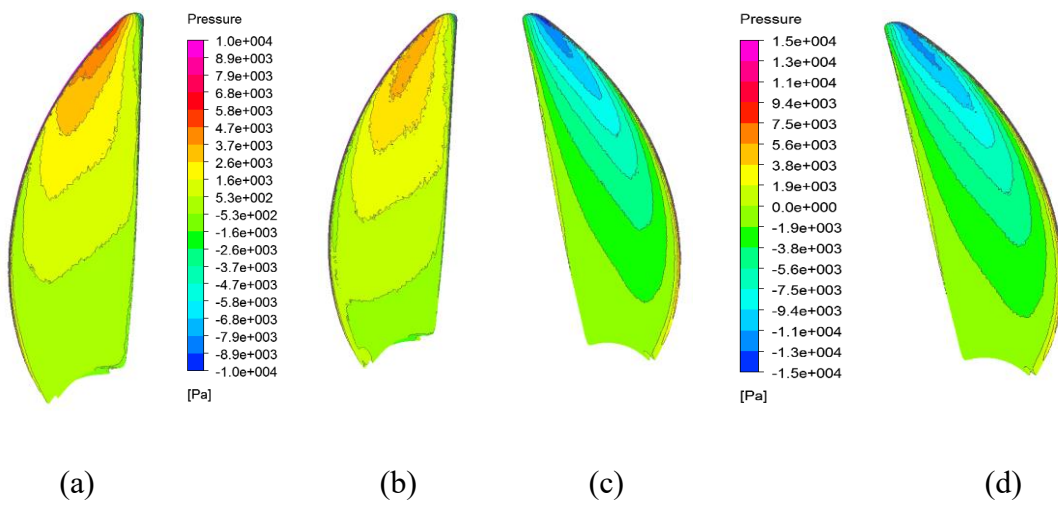 Pressure
1.0e+004
8.9e+003
7.9e+003
6.8e+003
5.8e+003
4.7e+003
3.7e+003
2.6e+003
1.6e+003
5.3e+002
-5.3e+002
-1.6e+003
-2.6e+003
-3.7e+003
-4.7e+003
-5.8e+003
-6.8e+003
-7.9e+003
-8.9e+003
-1.0e+004
[Pa]
Pressure
1.5e+004
1.3e+004
1.1e+004
9.4e+003
7.5e+003
5.6e+003
3.8e+003
1.9e+003
0.0e+000
-1.9e+003
-3.8e+003
-5.6e+003
-7.5e+003
-9.4e+003
-1.1e+004
-1.3e+004
-1.5e+004
[Pa]
(a)
(b)
(c)
(d)